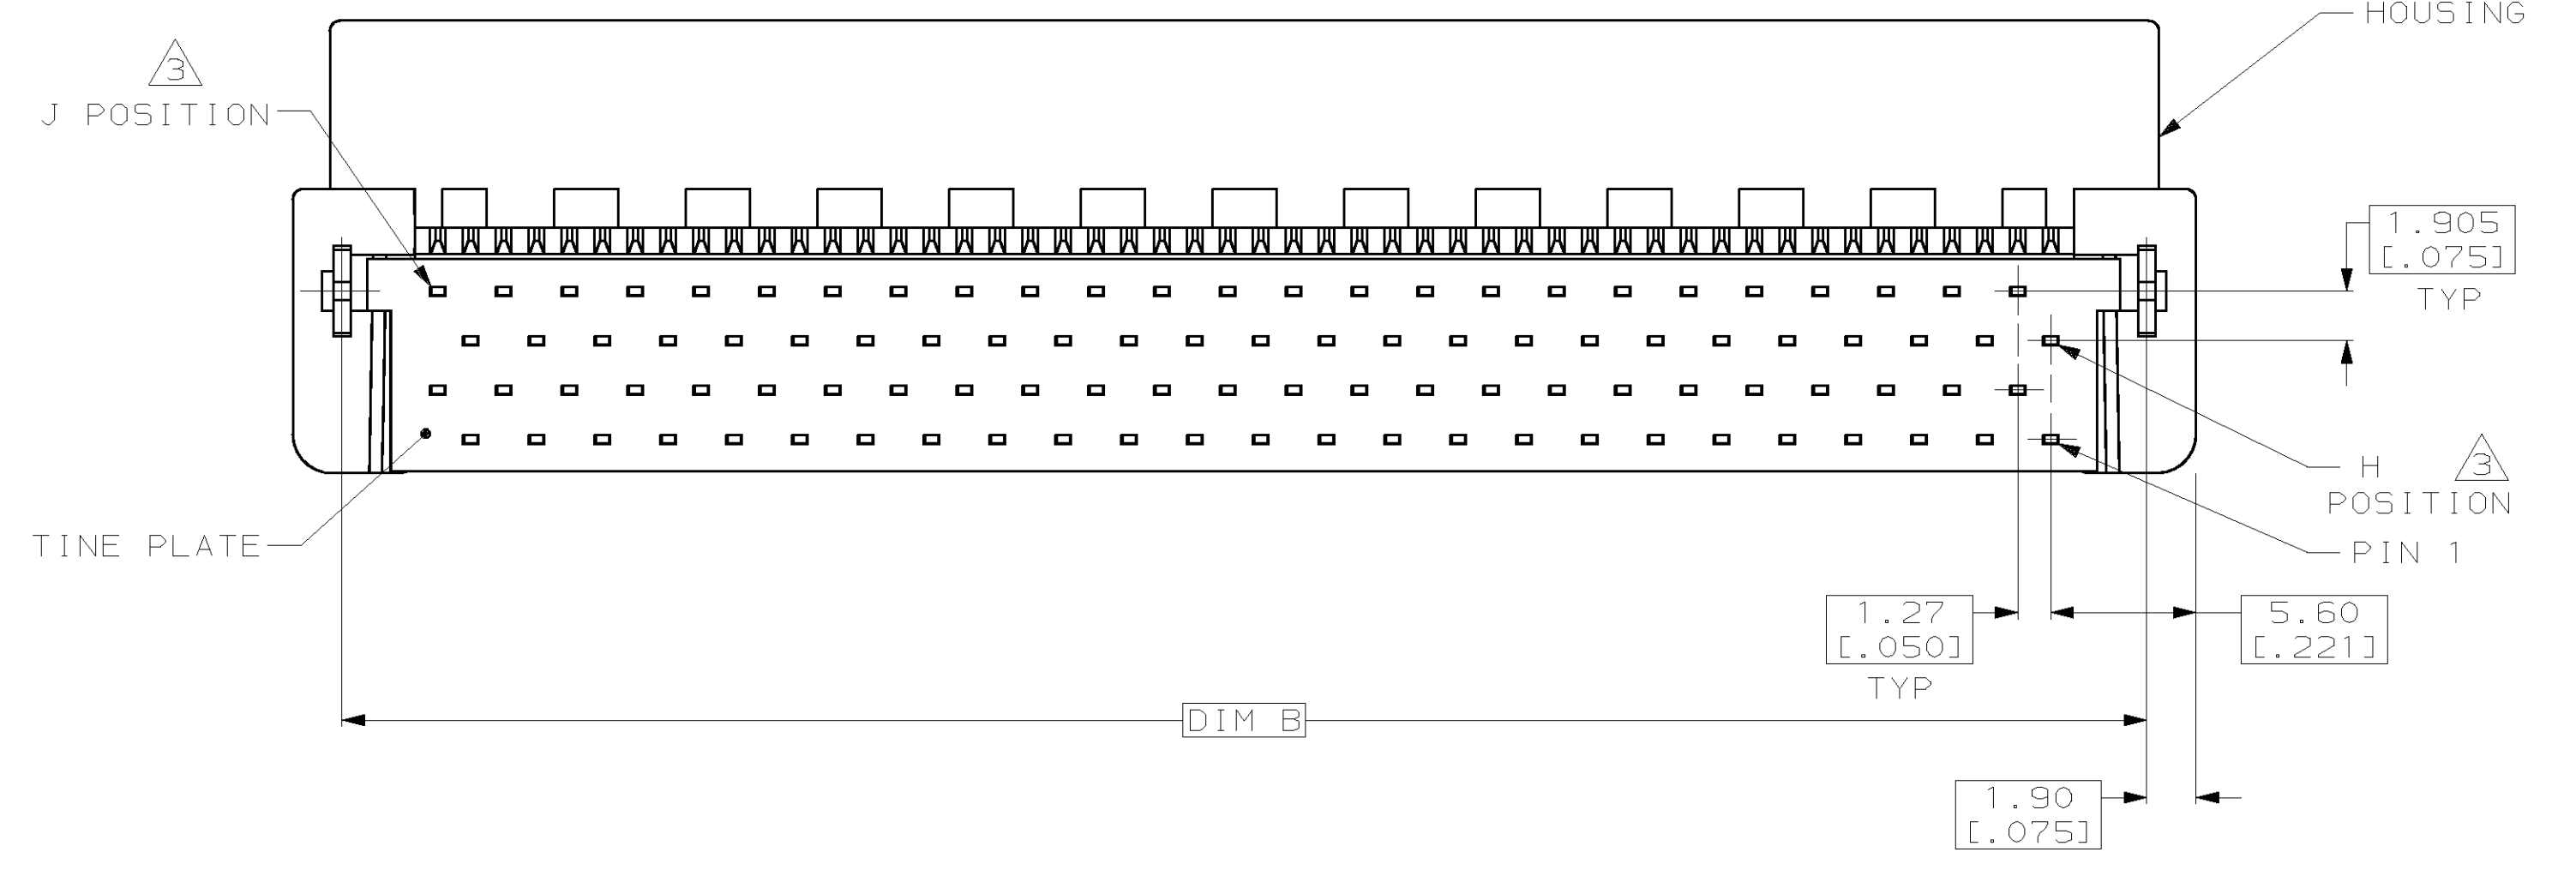 HOUSING
3
J POSITION
1.905
[.075]
TYP
H
3
POSITION
TINE PLATE
PIN 1
1.27
[.050]
TYP
5.60
[.221]
DIM B
1.90
[.075]